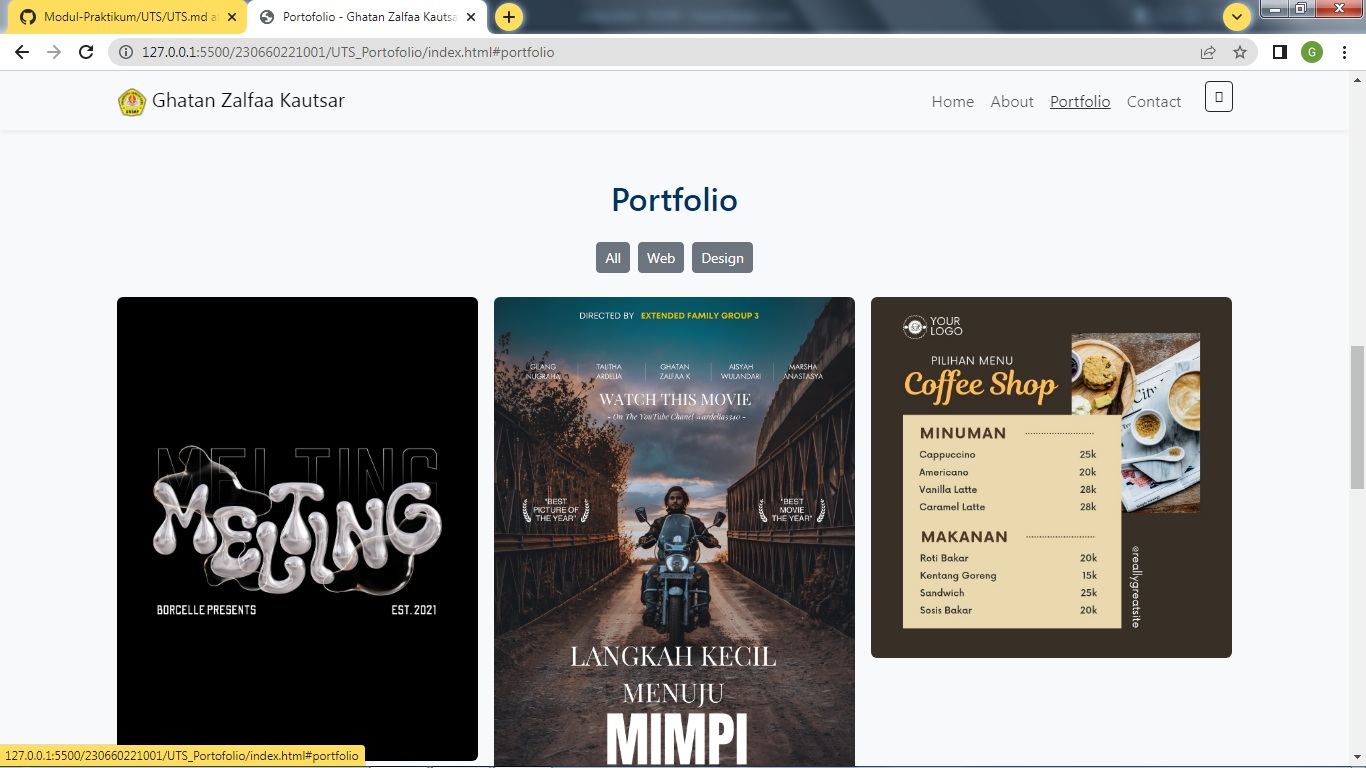 Modul-Praktikum/UTS/UTS.md a
Portofolio - Ghatan Zalfaa Kautsa
127.0.0.1:5500/230660221001/UTS_Portofolio/index.html#portfolio
G
Ghatan Zalfaa Kautsar
Home About Portfolio Contact
Portfolio
All Web Design
MELTING
MELTING
BORCELLE PRESENTS EST. 2021
DIRECTED BY EXTENDED FAMILY GROUP 3
GILANG NUGRAHA
TALITHA ARDELIA
GHATAN ZALFAA K
AISYAH WULANDARI
MARSHA ANASTASYA
WATCH THIS MOVIE
- On The YouTube Chanel wardelia5340 -
"BEST
PICTURE OF
THE YEAR"
"BEST
MOVIE
THE YEAR"
LANGKAH KECIL
MENUJU
MIMPI
YOUR
LOGO
PILIHAN MENU
Coffee Shop
City
MINUMAN
Cappuccino 25k
Americano 20k
Vanilla Latte 28k
Caramel Latte 28k
MAKANAN
Roti Bakar 20k
Kentang Goreng 15k
Sandwich 25k
Sosis Bakar 20k
@reallygreatsite
127.0.0.1:5500/230660221001/UTS_Portofolio/index.html#portfolio